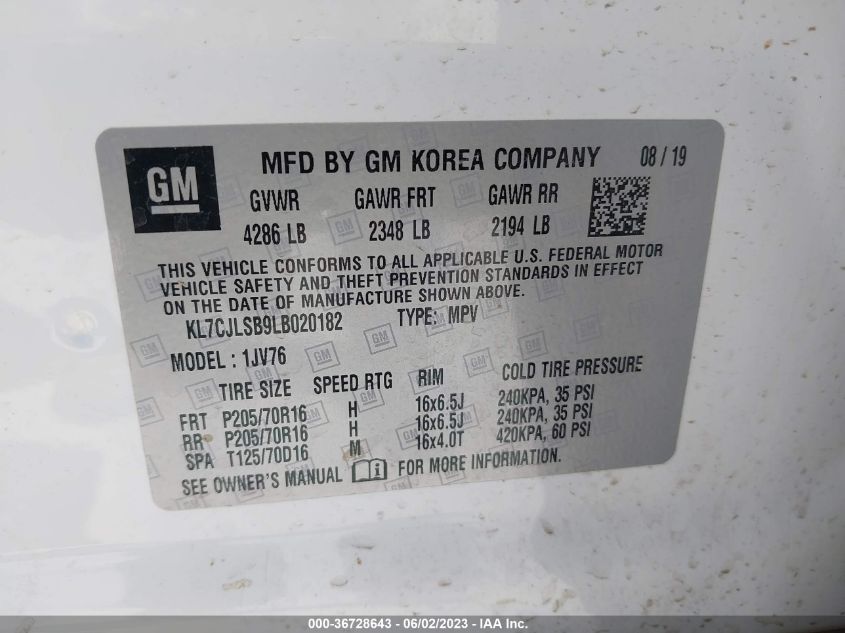 GM
MFD BY GM KOREA COMPANY 08/19
GVWR GAWR FRT GAWR RR
4286 LB 2348 LB 2194 LB
THIS VEHICLE CONFORMS TO ALL APPLICABLE U.S. FEDERAL MOTOR
VEHICLE SAFETY AND THEFT PREVENTION STANDARDS IN EFFECT
ON THE DATE OF MANUFACTURE SHOWN ABOVE.
KL7CJLSB9LB020182 TYPE: MPV
MODEL : 1JV76
TIRE SIZE SPEED RTG RIM COLD TIRE PRESSURE
FRT P205/70R16 H 16x6.5J 240KPA, 35 PSI
RR P205/70R16 H 16x6.5J 240KPA, 35 PSI
SPA T125/70D16 M 16x4.0T 420KPA, 60 PSI
SEE OWNER'S MANUAL FOR MORE INFORMATION.
000-36728643 - 06/02/2023 - IAA Inc.